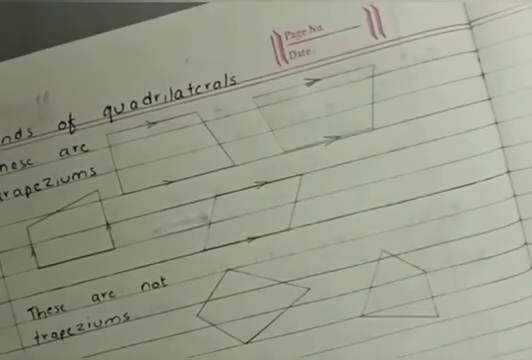 Page No.
Date
nds of quadrilaterals
hese are
rapeziums
These are not
trapeziums